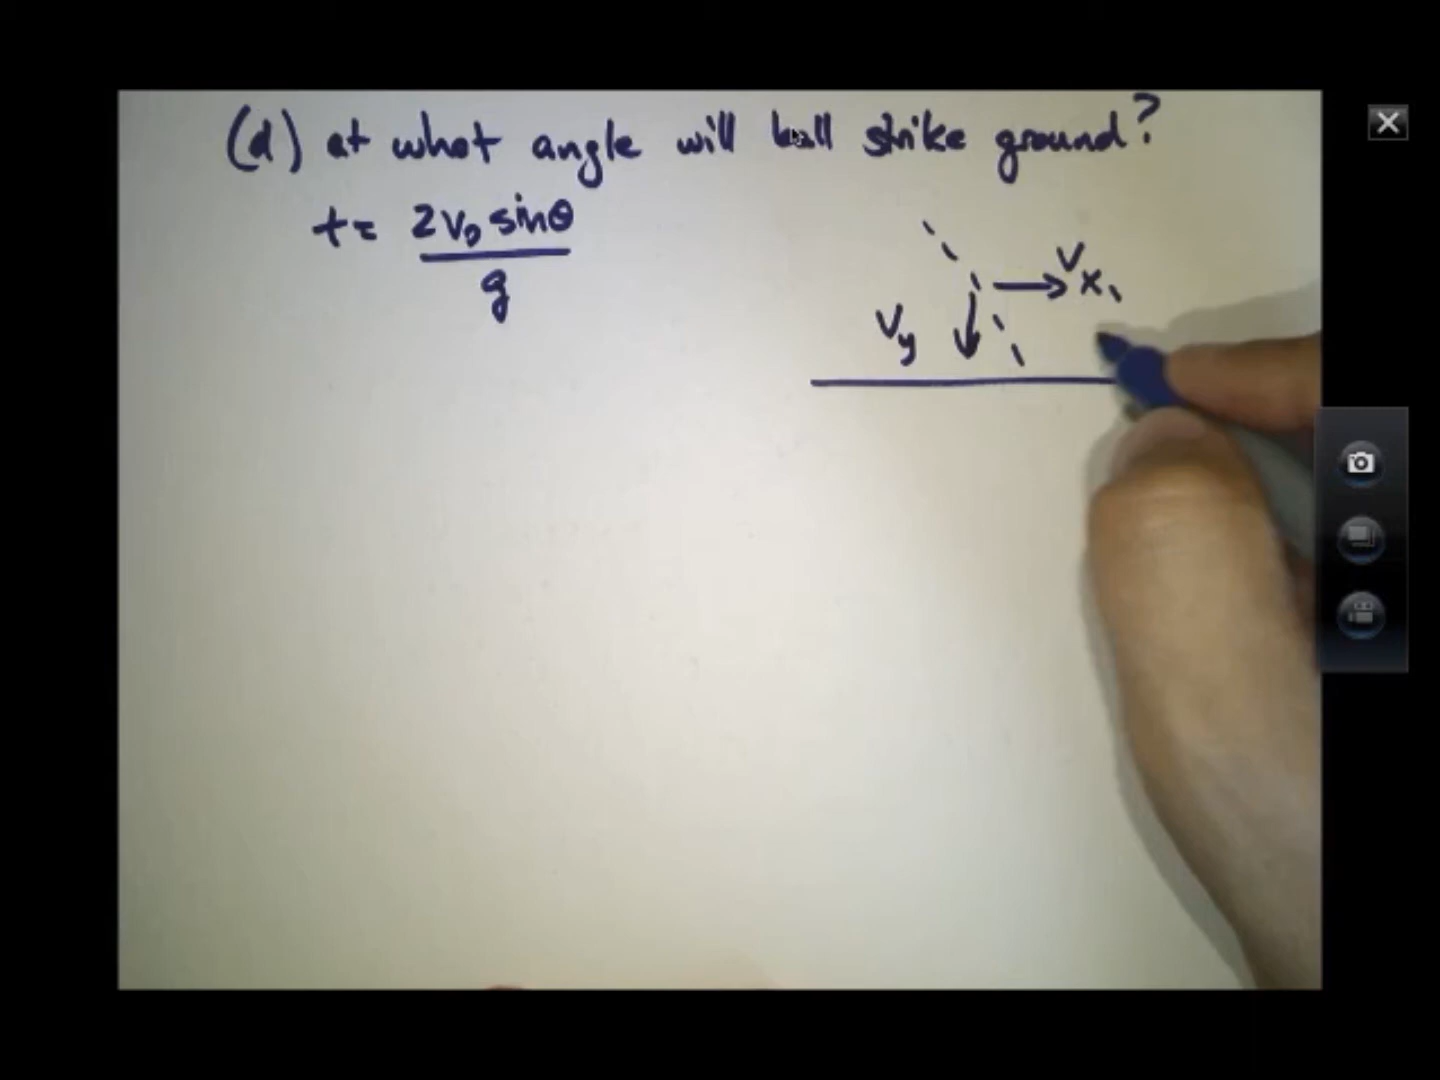 (d) at what angle will ball strike ground?
t = 2v₀ sinθ
g
Vx,
Vy